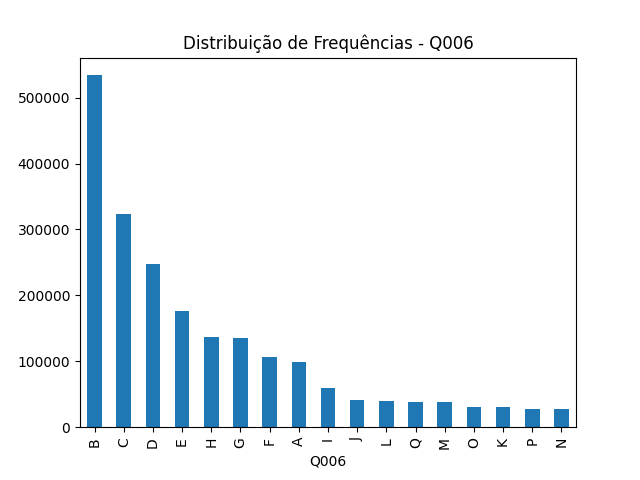 Distribuição de Frequências - Q006
500000
400000
300000
200000
100000
0
B C D E H G F A I J L Q M O K P N
Q006